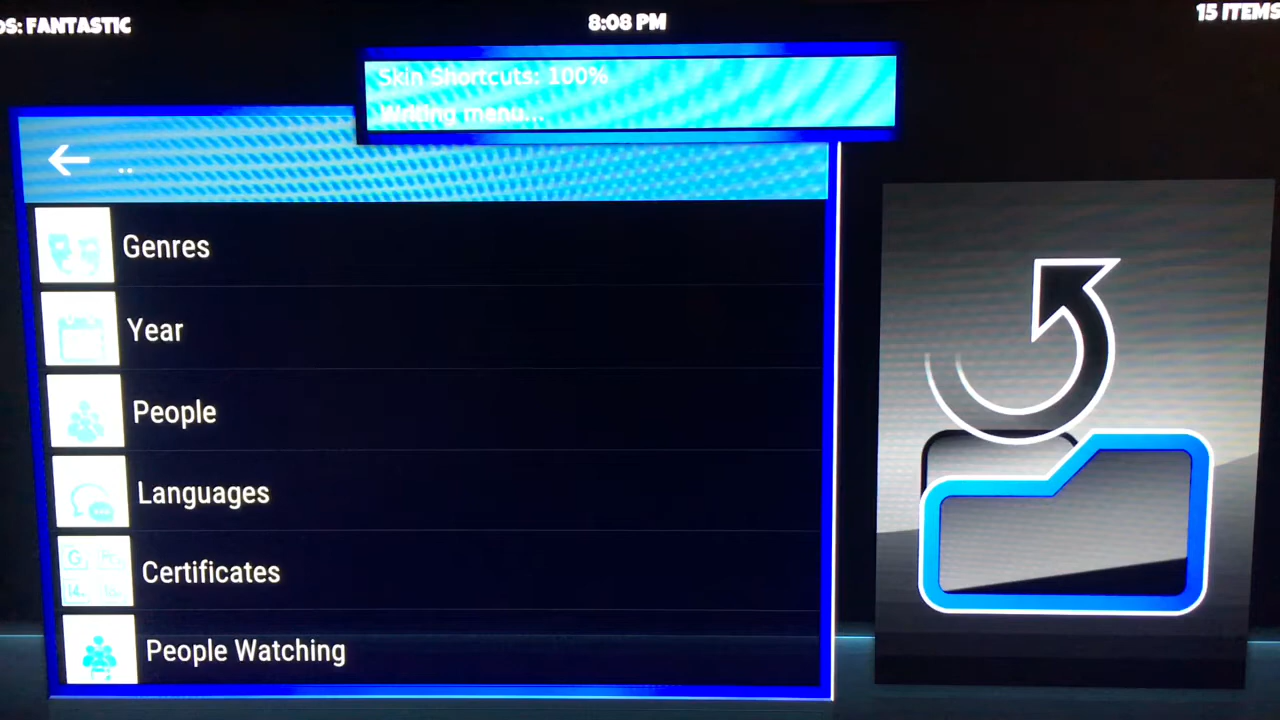 OS: FANTASTIC
8:08 PM
15 ITEMS
Skin Shortcuts: 100%
Writing menu...
..
Genres
Year
People
Languages
Certificates
G
People Watching